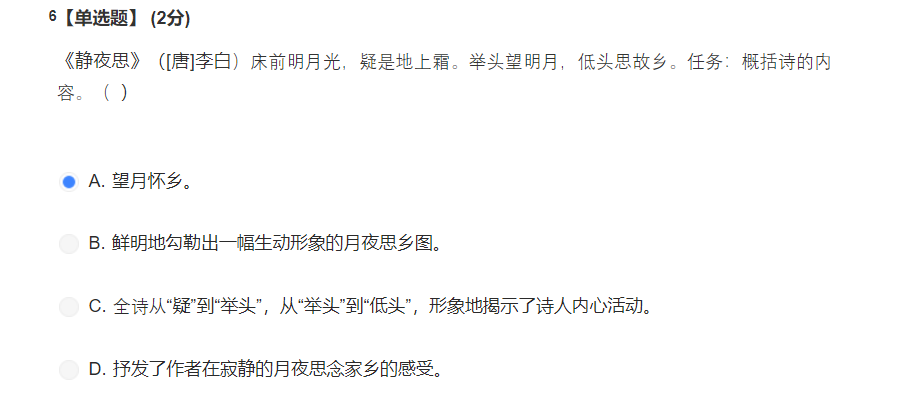 6【单选题】 (2分)
《静夜思》（[唐]李白）床前明月光，疑是地上霜。举头望明月，低头思故乡。任务：概括诗的内
容。（ ）
A. 望月怀乡。
B. 鲜明地勾勒出一幅生动形象的月夜思乡图。
C. 全诗从“疑”到“举头”，从“举头”到“低头”，形象地揭示了诗人内心活动。
D. 抒发了作者在寂静的月夜思念家乡的感受。